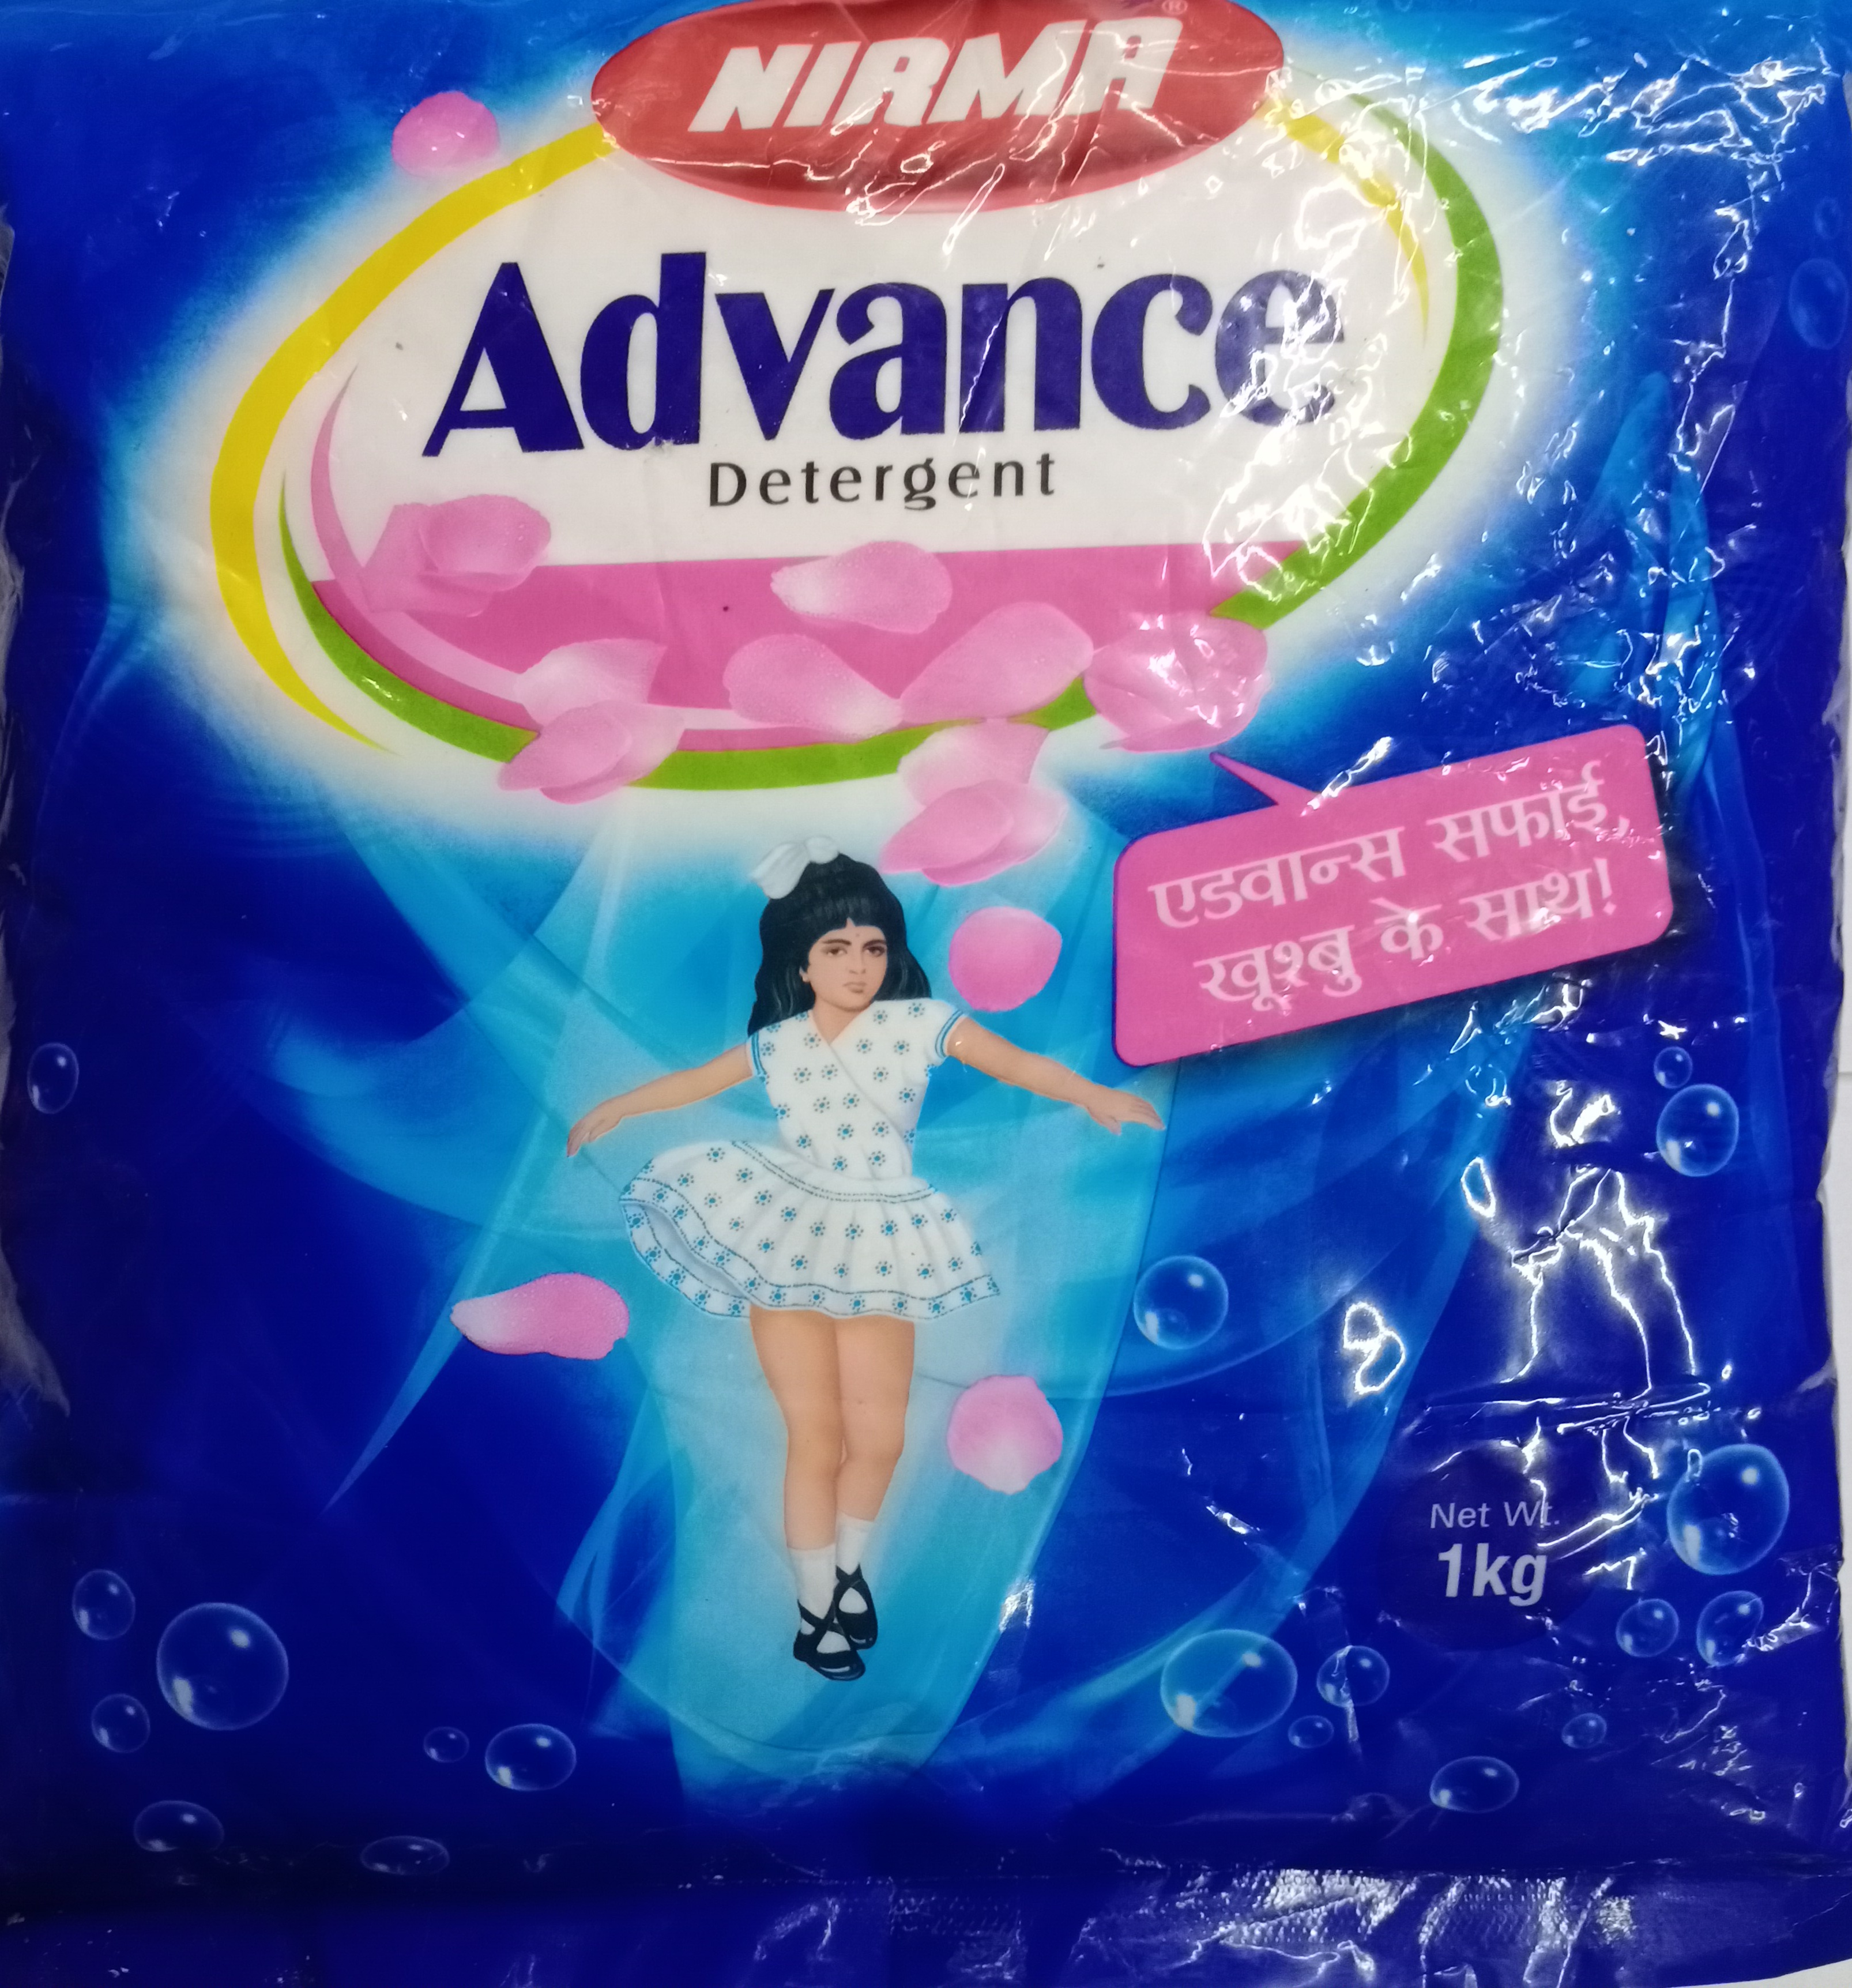 NIRMA®
Advance
Detergent
एडवान्स सफाई,
खूश्बु के साथ!
Net Wt.
1kg